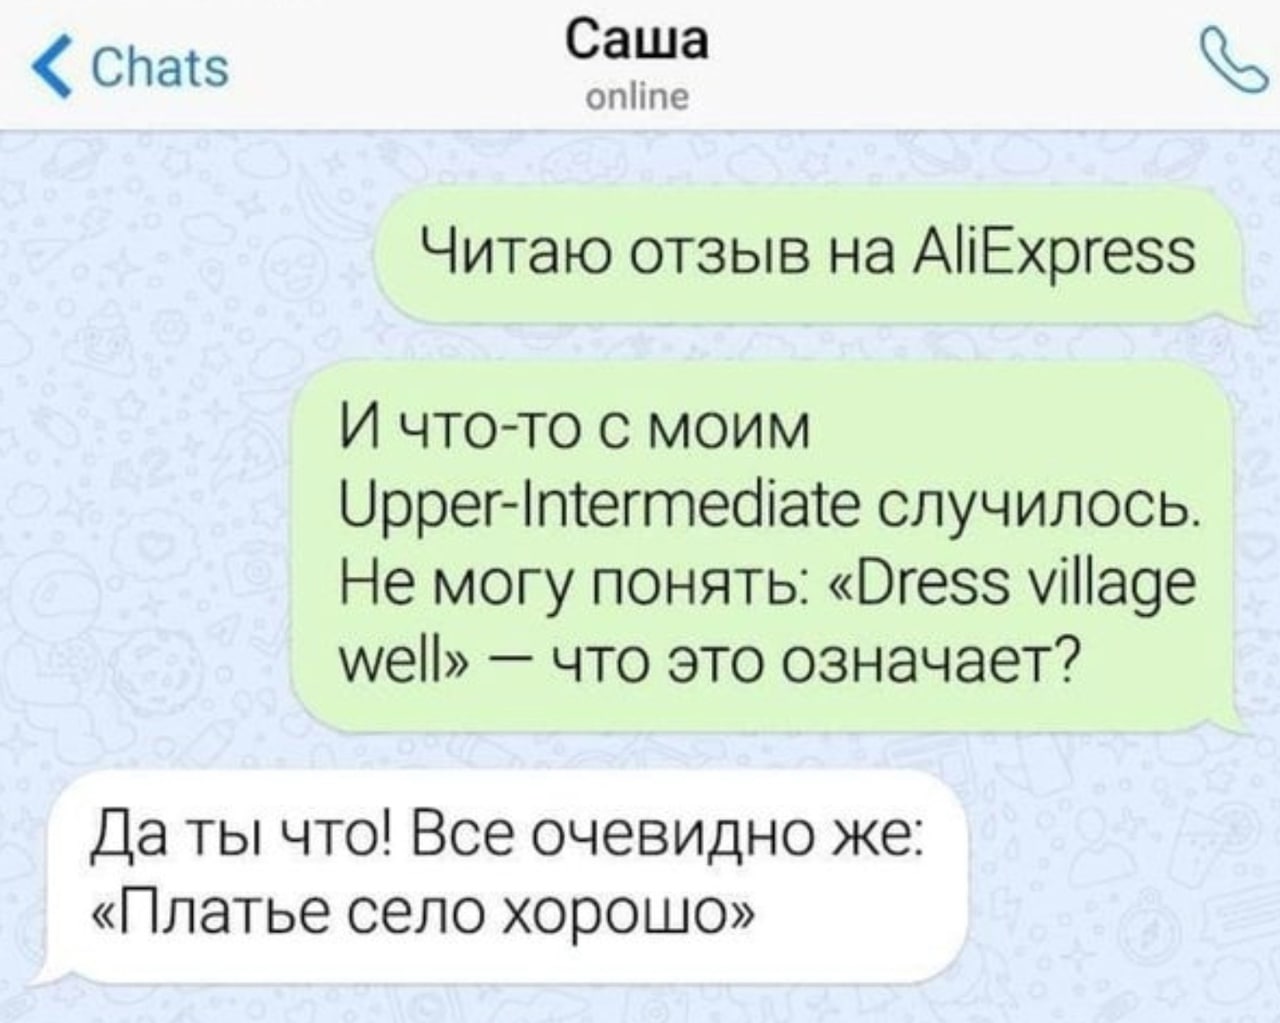 Chats
Саша
online
Читаю отзыв на AliExpress
И что-то с моим
Upper-Intermediate случилось.
Не могу понять: «Dress village
well» — что это означает?
Да ты что! Все очевидно же:
«Платье село хорошо»